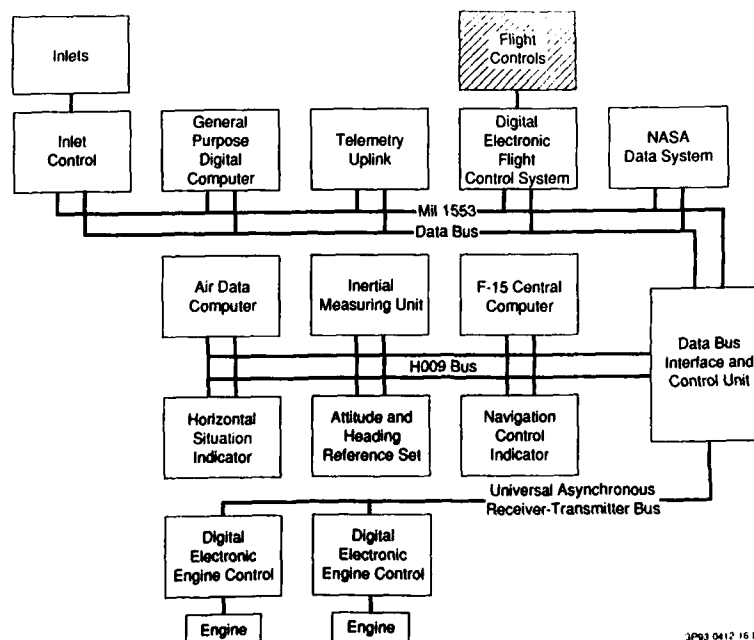 Inlets
Flight
Controls
Inlet
Control
General
Purpose
Digital
Computer
Telemetry
Uplink
Digital
Electronic
Flight
Control System
NASA
Data System
Mil 1553
Data Bus
Air Data
Computer
Inertial
Measuring Unit
F-15 Central
Computer
Data Bus
Interface and
Control Unit
H009 Bus
Horizontal
Situation
Indicator
Attitude and
Heading
Reference Set
Navigation
Control
Indicator
Universal Asynchronous
Receiver-Transmitter Bus
Digital
Electronic
Engine Control
Digital
Electronic
Engine Control
Engine
Engine